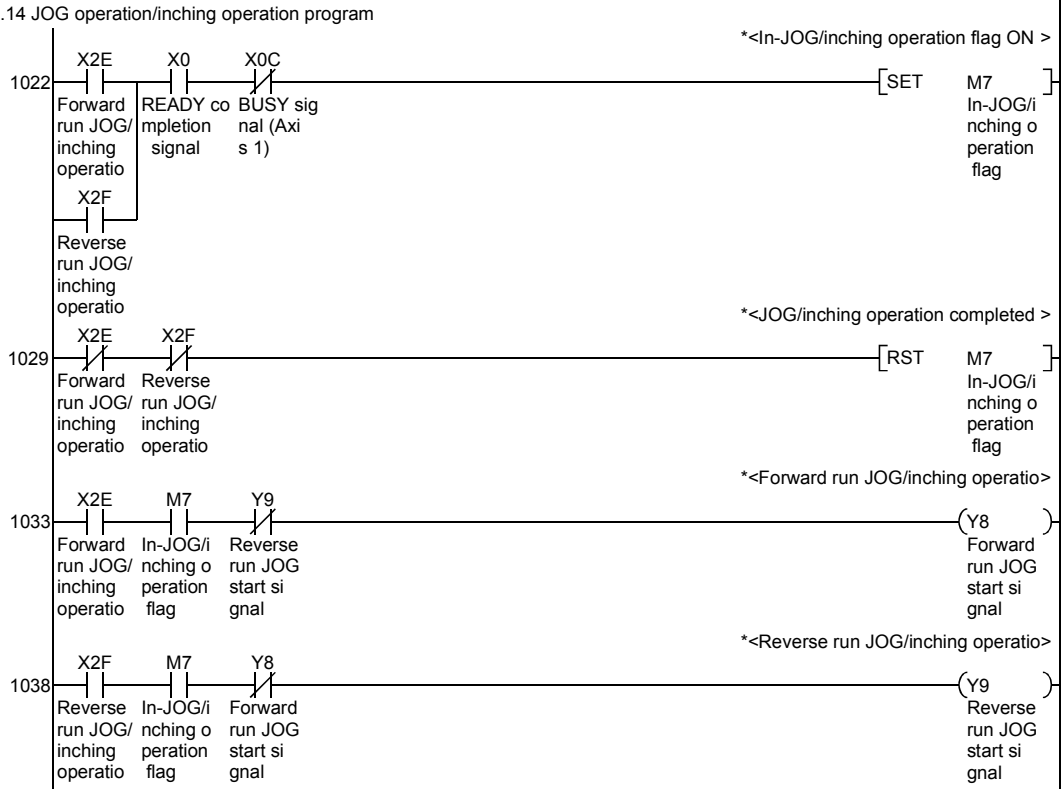 .14 JOG operation/inching operation program
*<In-JOG/inching operation flag ON >
X2E X0 X0C
1022 SET M7
Forward READY co BUSY sig In-JOG/i
run JOG/ mpletion nal (Axi nching o
inching signal s 1) peration
operatio flag
X2F
Reverse
run JOG/
inching
operatio
*<JOG/inching operation completed >
X2E X2F
1029 RST M7
Forward Reverse In-JOG/i
run JOG/ run JOG/ nching o
inching inching peration
operatio operatio flag
*<Forward run JOG/inching operatio>
X2E M7 Y9
1033 Y8
Forward In-JOG/i Reverse Forward
run JOG/ nching o run JOG run JOG
inching peration start si start si
operatio flag gnal gnal
*<Reverse run JOG/inching operatio>
X2F M7 Y8
1038 Y9
Reverse In-JOG/i Forward Reverse
run JOG/ nching o run JOG run JOG
inching peration start si start si
operatio flag gnal gnal